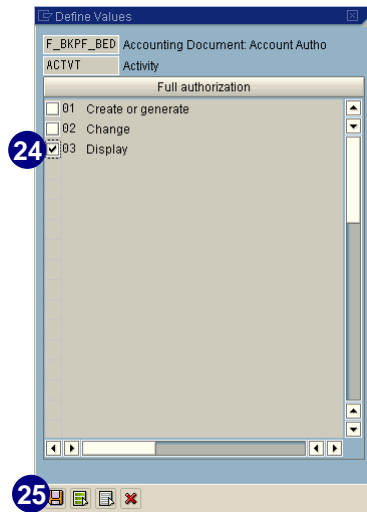 Define Values
F_BKPF_BED Accounting Document: Account Autho
ACTVT Activity
Full authorization
01 Create or generate
02 Change
24 03 Display
25